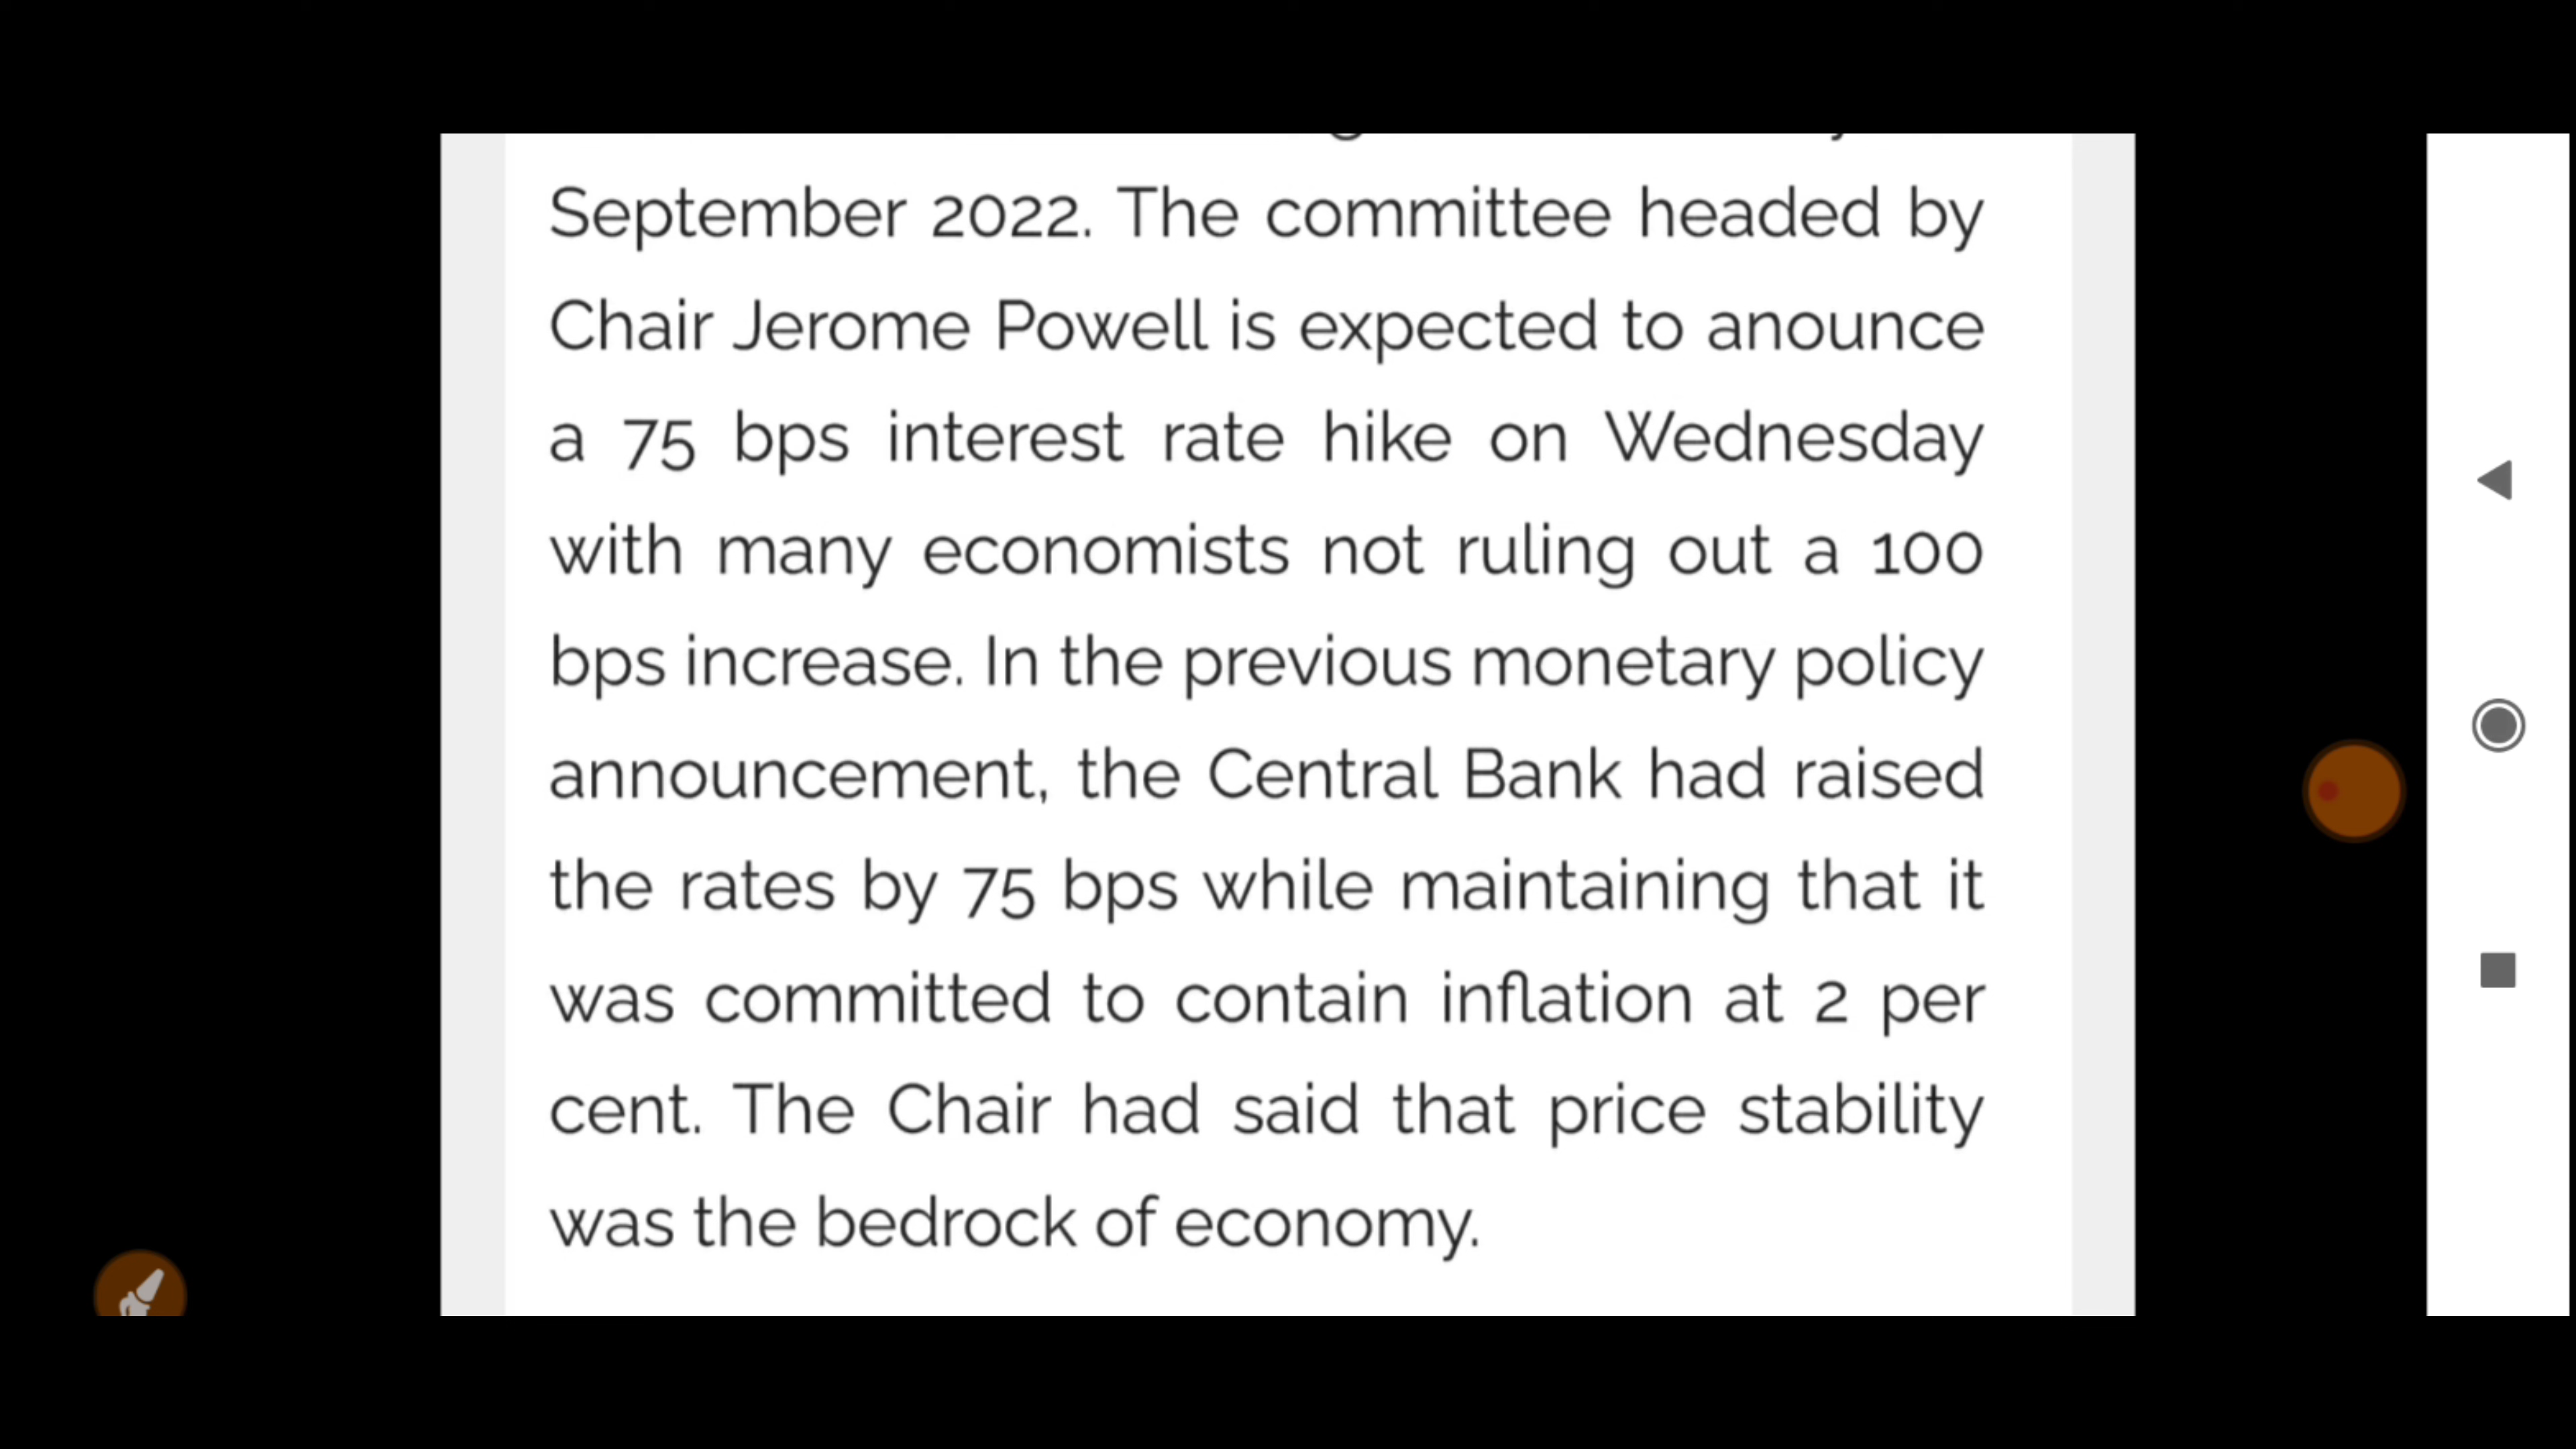 September 2022. The committee headed by
Chair Jerome Powell is expected to anounce
a 75 bps interest rate hike on Wednesday
with many economists not ruling out a 100
bps increase. In the previous monetary policy
announcement, the Central Bank had raised
the rates by 75 bps while maintaining that it
was committed to contain inflation at 2 per
cent. The Chair had said that price stability
was the bedrock of economy.